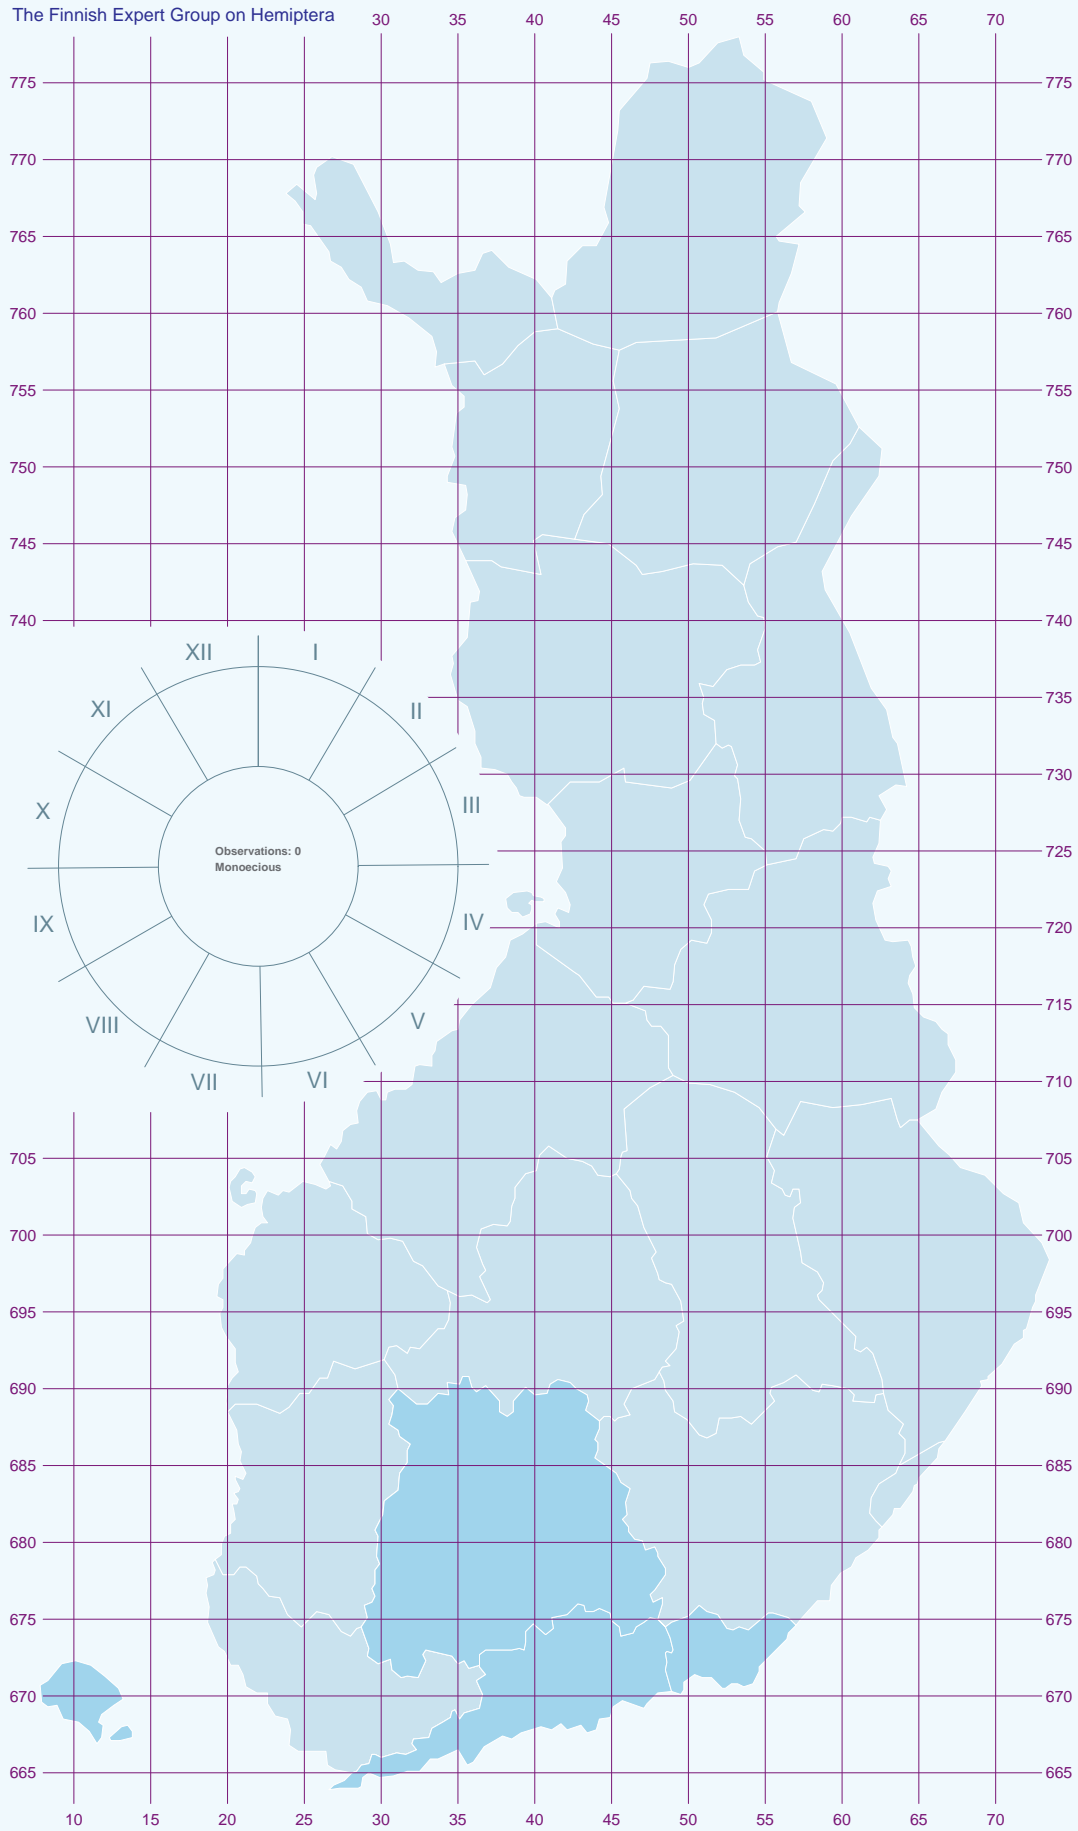 The Finnish Expert Group on Hemiptera
30 35 40 45 50 55 60 65 70
775 775
770 770
765 765
760 760
755 755
750 750
745 745
740 740
XII I
735
XI II
730
X III
Observations: 0
725
Monoecious
IX IV 720
715
VIII V
VII VI 710
705 705
700 700
695 695
690 690
685 685
680 680
675 675
670 670
665 665
10 15 20 25 30 35 40 45 50 55 60 65 70